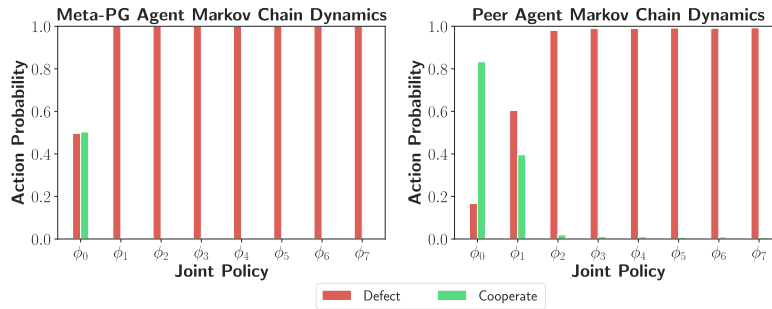 Meta-PG Agent Markov Chain Dynamics
Action Probability
1.0
0.8
0.6
0.4
0.2
0.0
ϕ0 ϕ1 ϕ2 ϕ3 ϕ4 ϕ5 ϕ6 ϕ7
Joint Policy
Peer Agent Markov Chain Dynamics
Action Probability
1.0
0.8
0.6
0.4
0.2
0.0
ϕ0 ϕ1 ϕ2 ϕ3 ϕ4 ϕ5 ϕ6 ϕ7
Joint Policy
Defect Cooperate